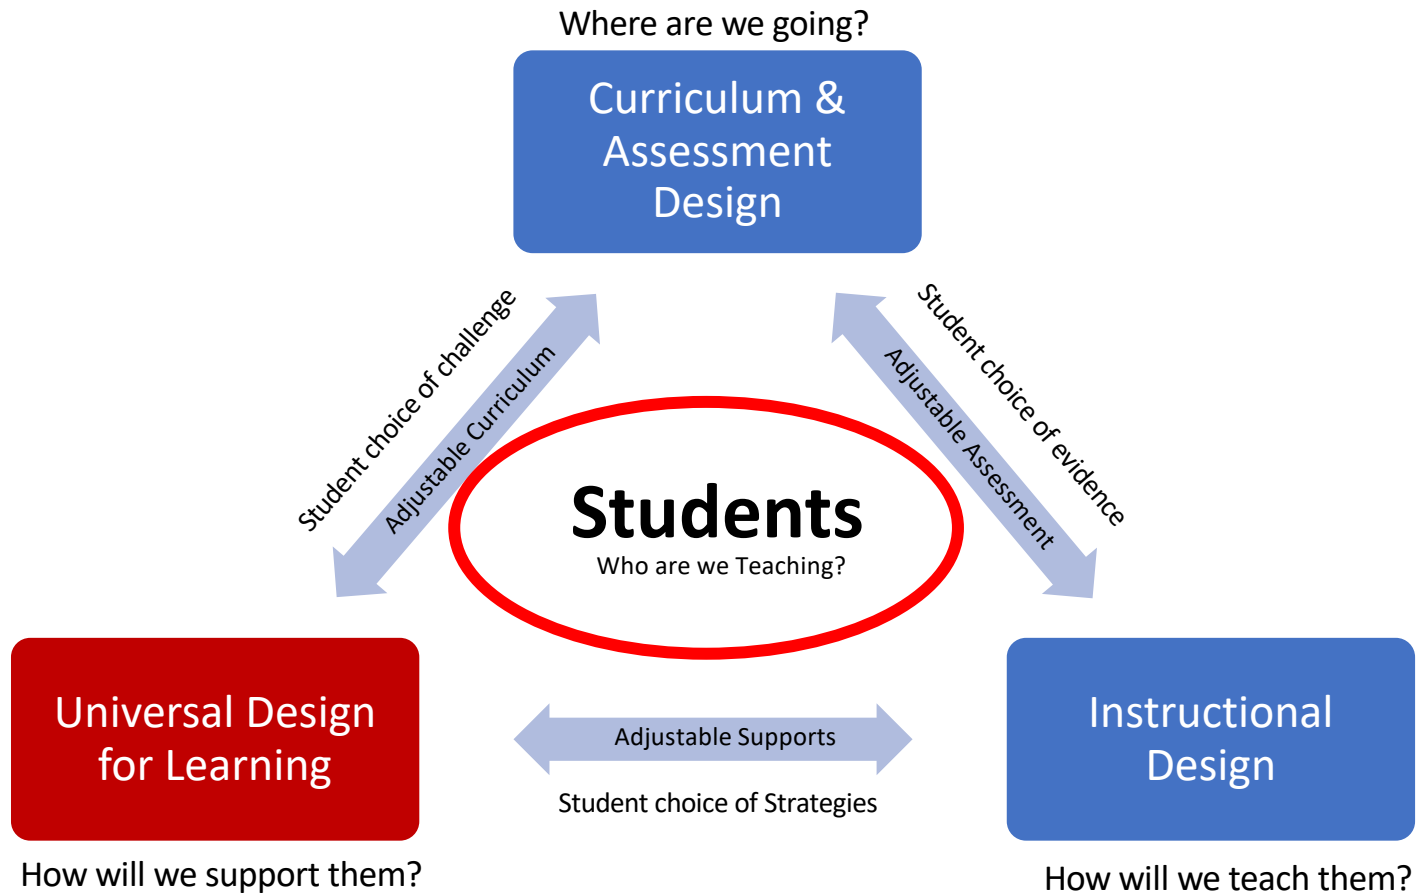 Where are we going?
Curriculum &
Assessment
Design
Student choice of challenge
Adjustable Curriculum
Adjustable Assessment
Student choice of evidence
Students
Who are we Teaching?
Universal Design
for Learning
Adjustable Supports
Student choice of Strategies
Instructional
Design
How will we support them?
How will we teach them?